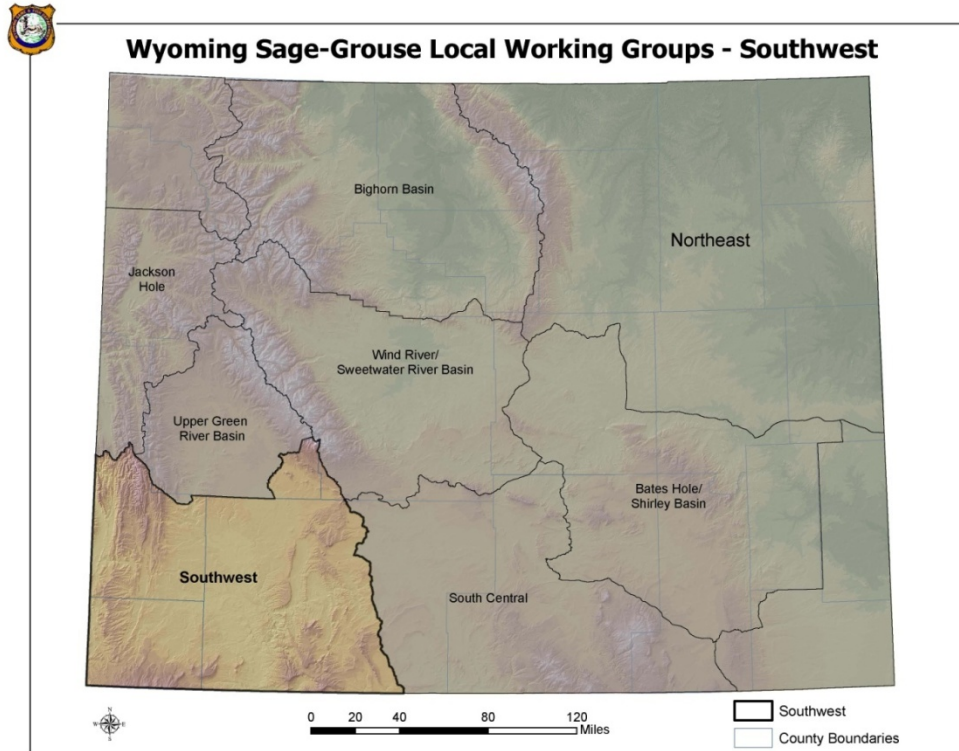 Wyoming Sage-Grouse Local Working Groups - Southwest
Bighorn Basin
Northeast
Jackson
Hole
Wind River/
Sweetwater River Basin
Upper Green
River Basin
Bates Hole/
Shirley Basin
Southwest
South Central
N
W
E
S
0 20 40 80 120
Miles
Southwest
County Boundaries